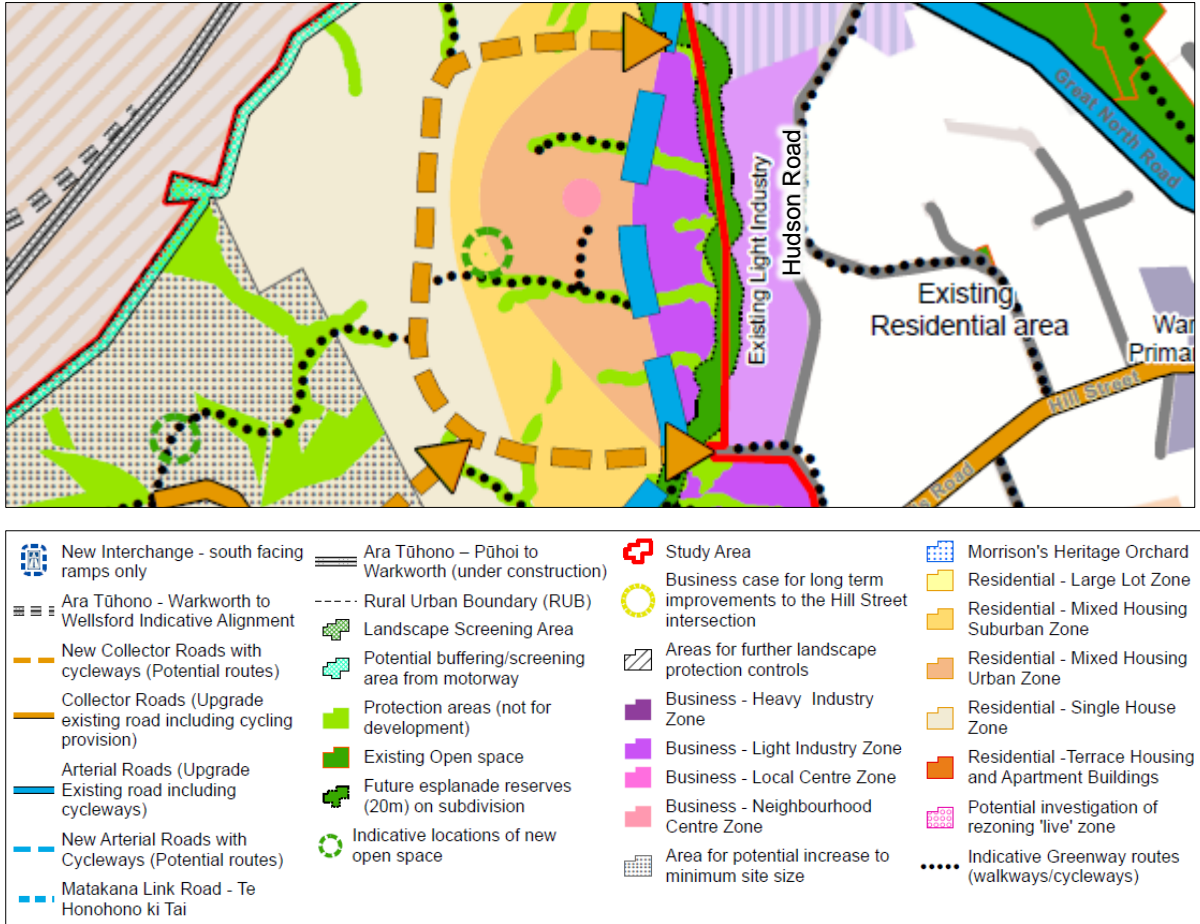 Great North Road
Existing Light Industry
Hudson Road
Existing
Residential area
War
Primar
Hill Street
Road
New Interchange - south facing
ramps only
Ara Tūhono - Warkworth to
Wellsford Indicative Alignment
New Collector Roads with
cycleways (Potential routes)
Collector Roads (Upgrade
existing road including cycling
provision)
Arterial Roads (Upgrade
Existing road including
cycleways)
New Arterial Roads with
Cycleways (Potential routes)
Matakana Link Road - Te
Honohono ki Tai
Ara Tūhono – Pūhoi to
Warkworth (under construction)
Rural Urban Boundary (RUB)
Landscape Screening Area
Potential buffering/screening
area from motorway
Protection areas (not for
development)
Existing Open space
Future esplanade reserves
(20m) on subdivision
Indicative locations of new
open space
Study Area
Business case for long term
improvements to the Hill Street
intersection
Areas for further landscape
protection controls
Business - Heavy Industry
Zone
Business - Light Industry Zone
Business - Local Centre Zone
Business - Neighbourhood
Centre Zone
Area for potential increase to
minimum site size
Morrison's Heritage Orchard
Residential - Large Lot Zone
Residential - Mixed Housing
Suburban Zone
Residential - Mixed Housing
Urban Zone
Residential - Single House
Zone
Residential -Terrace Housing
and Apartment Buildings
Potential investigation of
rezoning 'live' zone
Indicative Greenway routes
(walkways/cycleways)